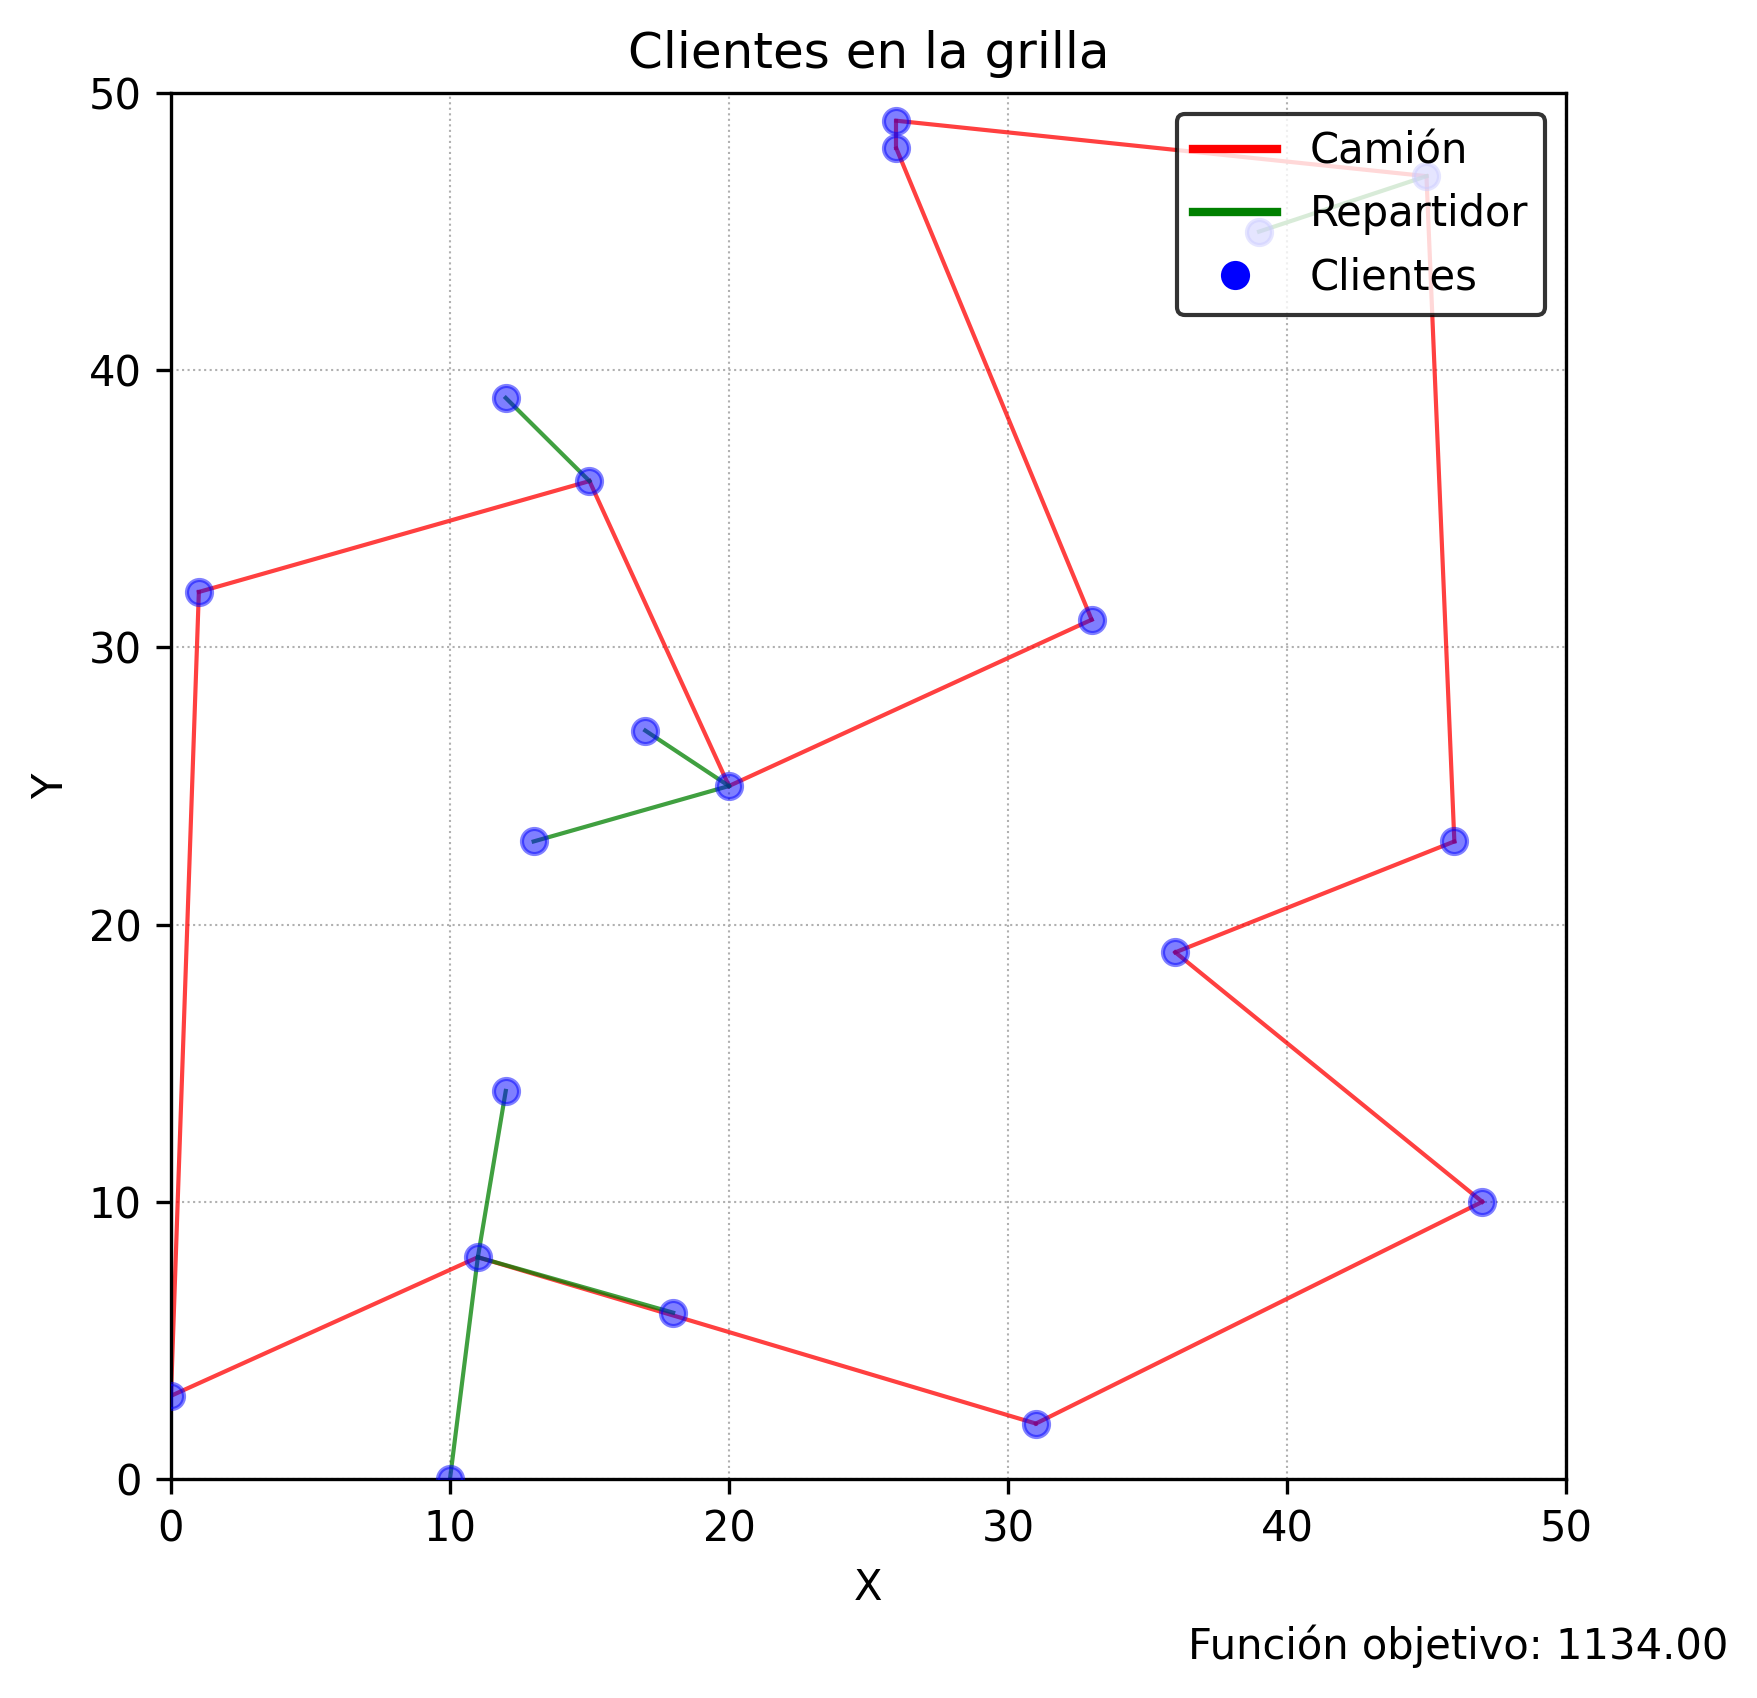 Clientes en la grilla
50
40
30
20
10
0
Y
Camión
Repartidor
Clientes
0 10 20 30 40 50
X
Función objetivo: 1134.00